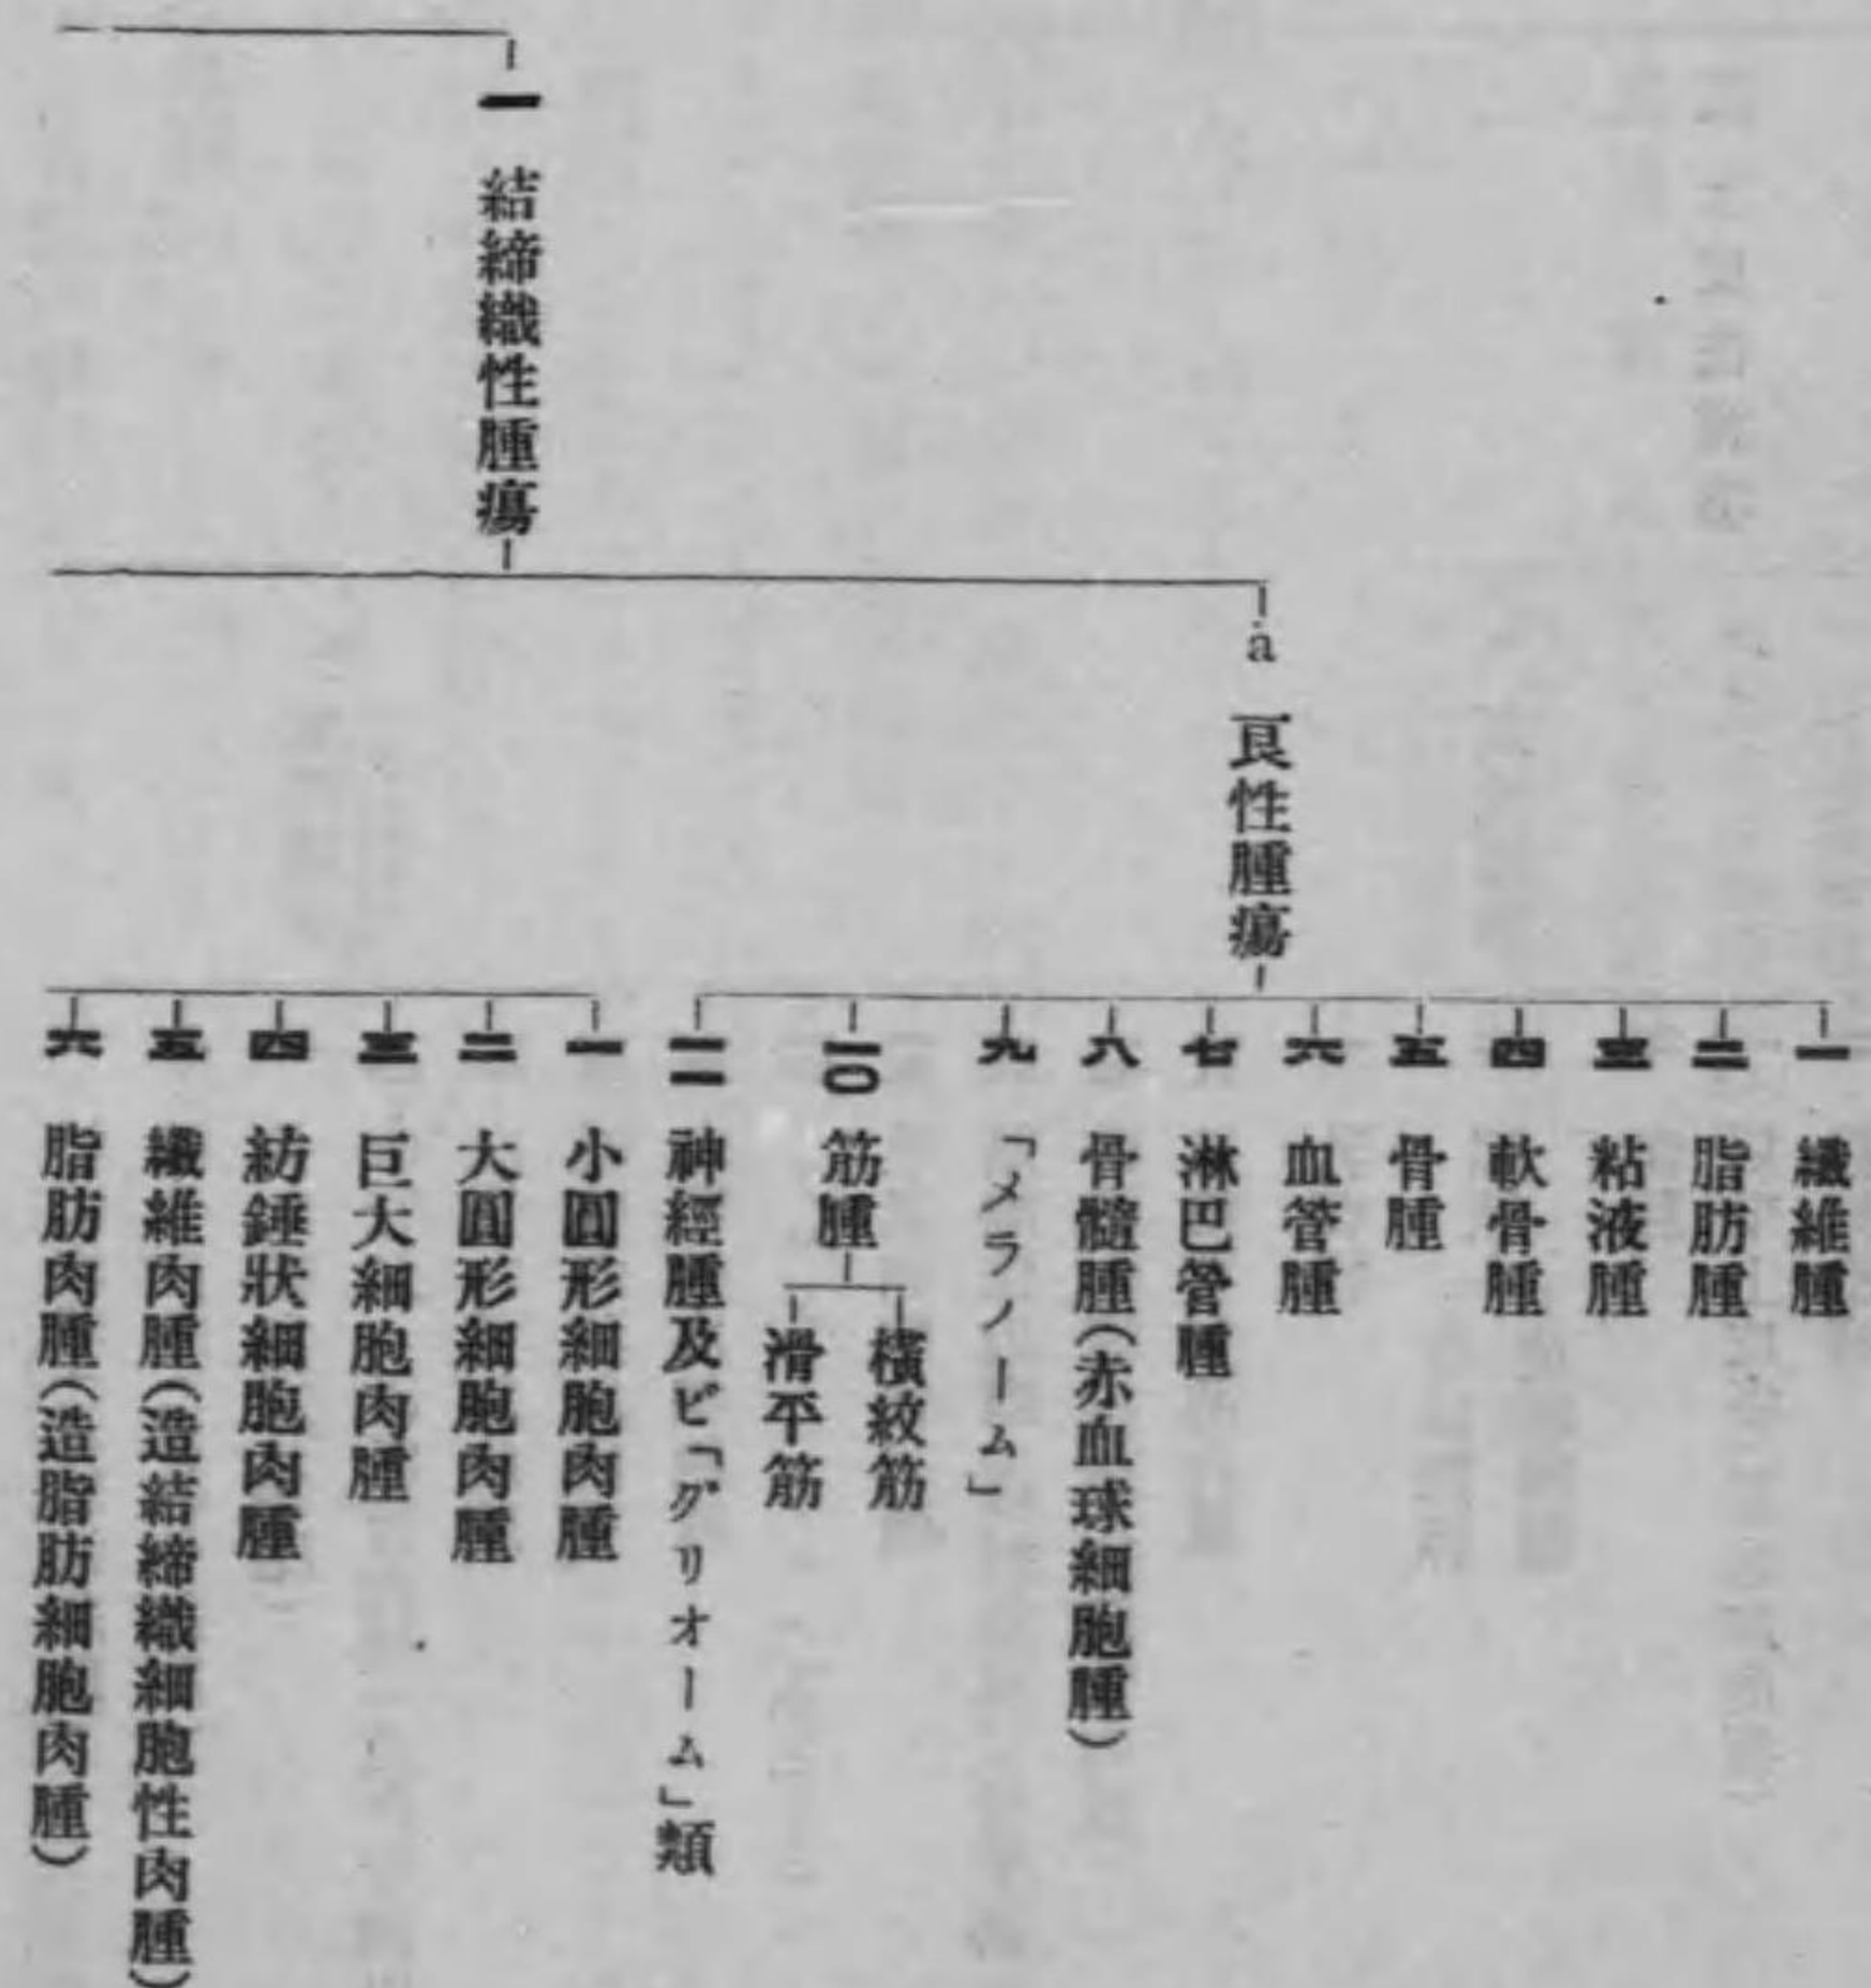 一 結締織性腫瘍
a 良性腫瘍
一 纖維腫
二 脂肪腫
三 粘液腫
四 軟骨腫
五 骨腫
六 血管腫
七 淋巴管腫
八 骨髓腫(赤血球細胞腫)
九 「メラノーム」
一〇 筋腫
橫紋筋
滑平筋
一一 神經腫及ビ「グリオーム」類
一 小圓形細胞肉腫
二 大圓形細胞肉腫
三 巨大細胞肉腫
四 紡錘狀細胞肉腫
五 纖維肉腫(造結締織細胞性肉腫)
六 脂肪肉腫(造脂肪細胞肉腫)